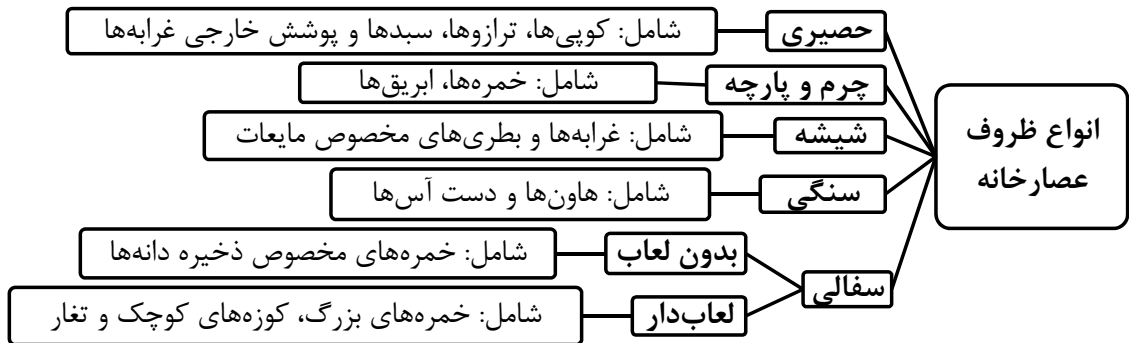 انواع ظروف
عصارخانه
حصیری
شامل: کوپی‌ها، ترازوها، سبدها و پوشش خارجی غرابه‌ها
چرم و پارچه
شامل: خمره‌ها، ابریق‌ها
شیشه
شامل: غرابه‌ها و بطری‌های مخصوص مایعات
سنگی
شامل: هاون‌ها و دست آس‌ها
سفالی
بدون لعاب
شامل: خمره‌های مخصوص ذخیره دانه‌ها
لعاب‌دار
شامل: خمره‌های بزرگ، کوزه‌های کوچک و تغار